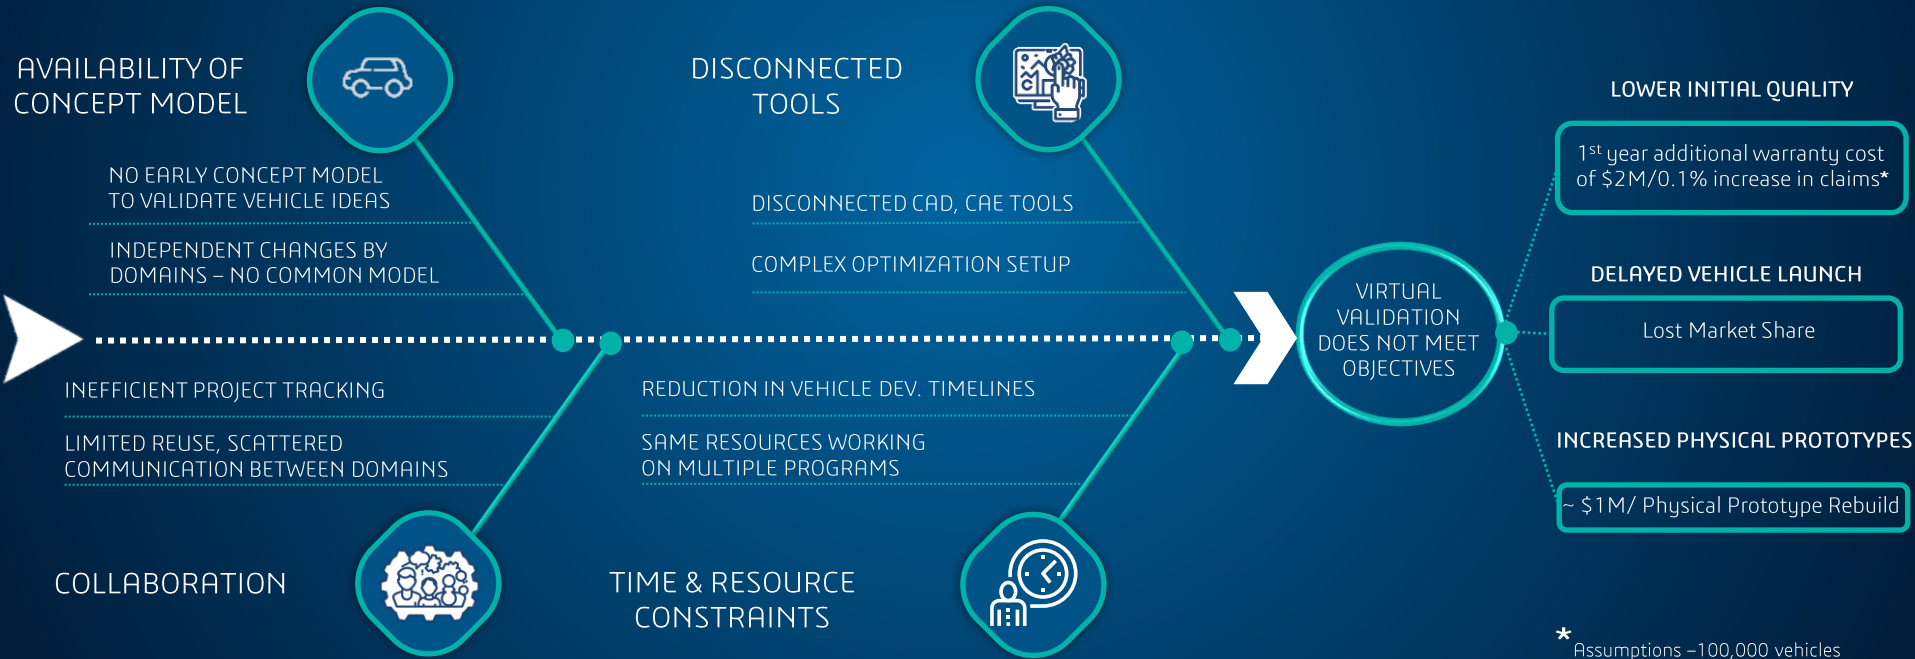 AVAILABILITY OF
CONCEPT MODEL
NO EARLY CONCEPT MODEL
TO VALIDATE VEHICLE IDEAS
INDEPENDENT CHANGES BY
DOMAINS – NO COMMON MODEL
DISCONNECTED
TOOLS
DISCONNECTED CAD, CAE TOOLS
COMPLEX OPTIMIZATION SETUP
INEFFICIENT PROJECT TRACKING
LIMITED REUSE, SCATTERED
COMMUNICATION BETWEEN DOMAINS
COLLABORATION
REDUCTION IN VEHICLE DEV. TIMELINES
SAME RESOURCES WORKING
ON MULTIPLE PROGRAMS
TIME & RESOURCE
CONSTRAINTS
VIRTUAL
VALIDATION
DOES NOT MEET
OBJECTIVES
LOWER INITIAL QUALITY
1st year additional warranty cost
of $2M/0.1% increase in claims*
DELAYED VEHICLE LAUNCH
Lost Market Share
INCREASED PHYSICAL PROTOTYPES
~ $1M/ Physical Prototype Rebuild
* Assumptions –100,000 vehicles